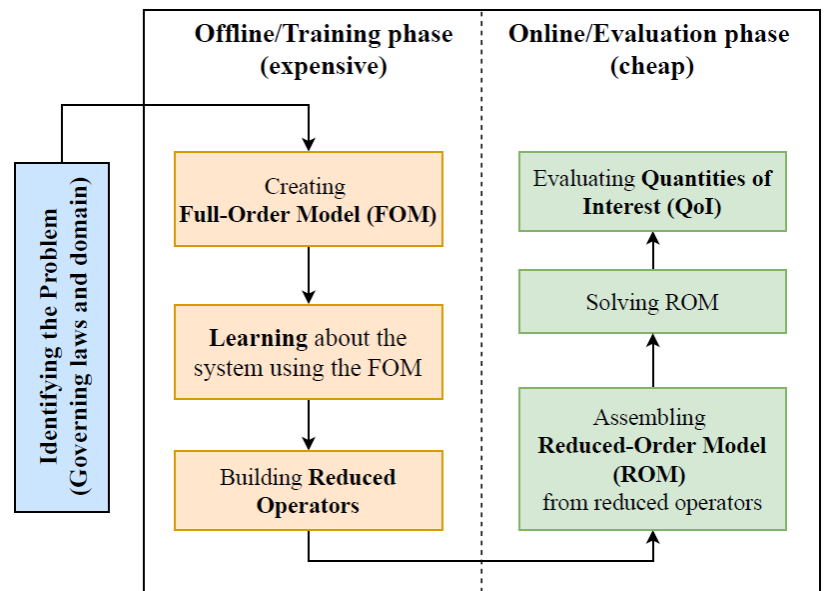 Offline/Training phase
(expensive)
Online/Evaluation phase
(cheap)
Identifying the Problem
(Governing laws and domain)
Creating
Full-Order Model (FOM)
Learning about the
system using the FOM
Building Reduced
Operators
Evaluating Quantities of
Interest (QoI)
Solving ROM
Assembling
Reduced-Order Model
(ROM)
from reduced operators